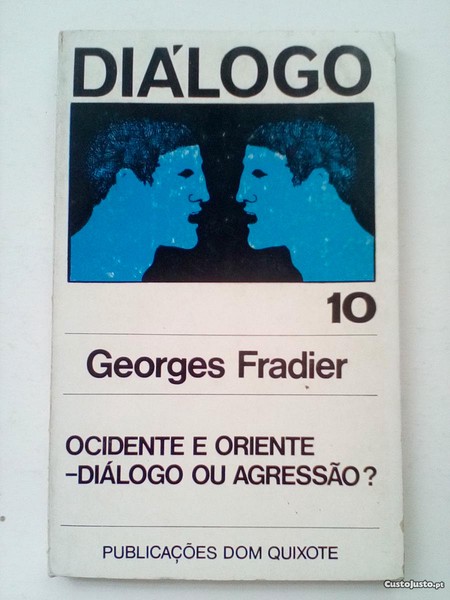 DIÁLOGO
10
Georges Fradier
OCIDENTE E ORIENTE
–DIÁLOGO OU AGRESSÃO?
PUBLICAÇÕES DOM QUIXOTE
CustoJusto.pt